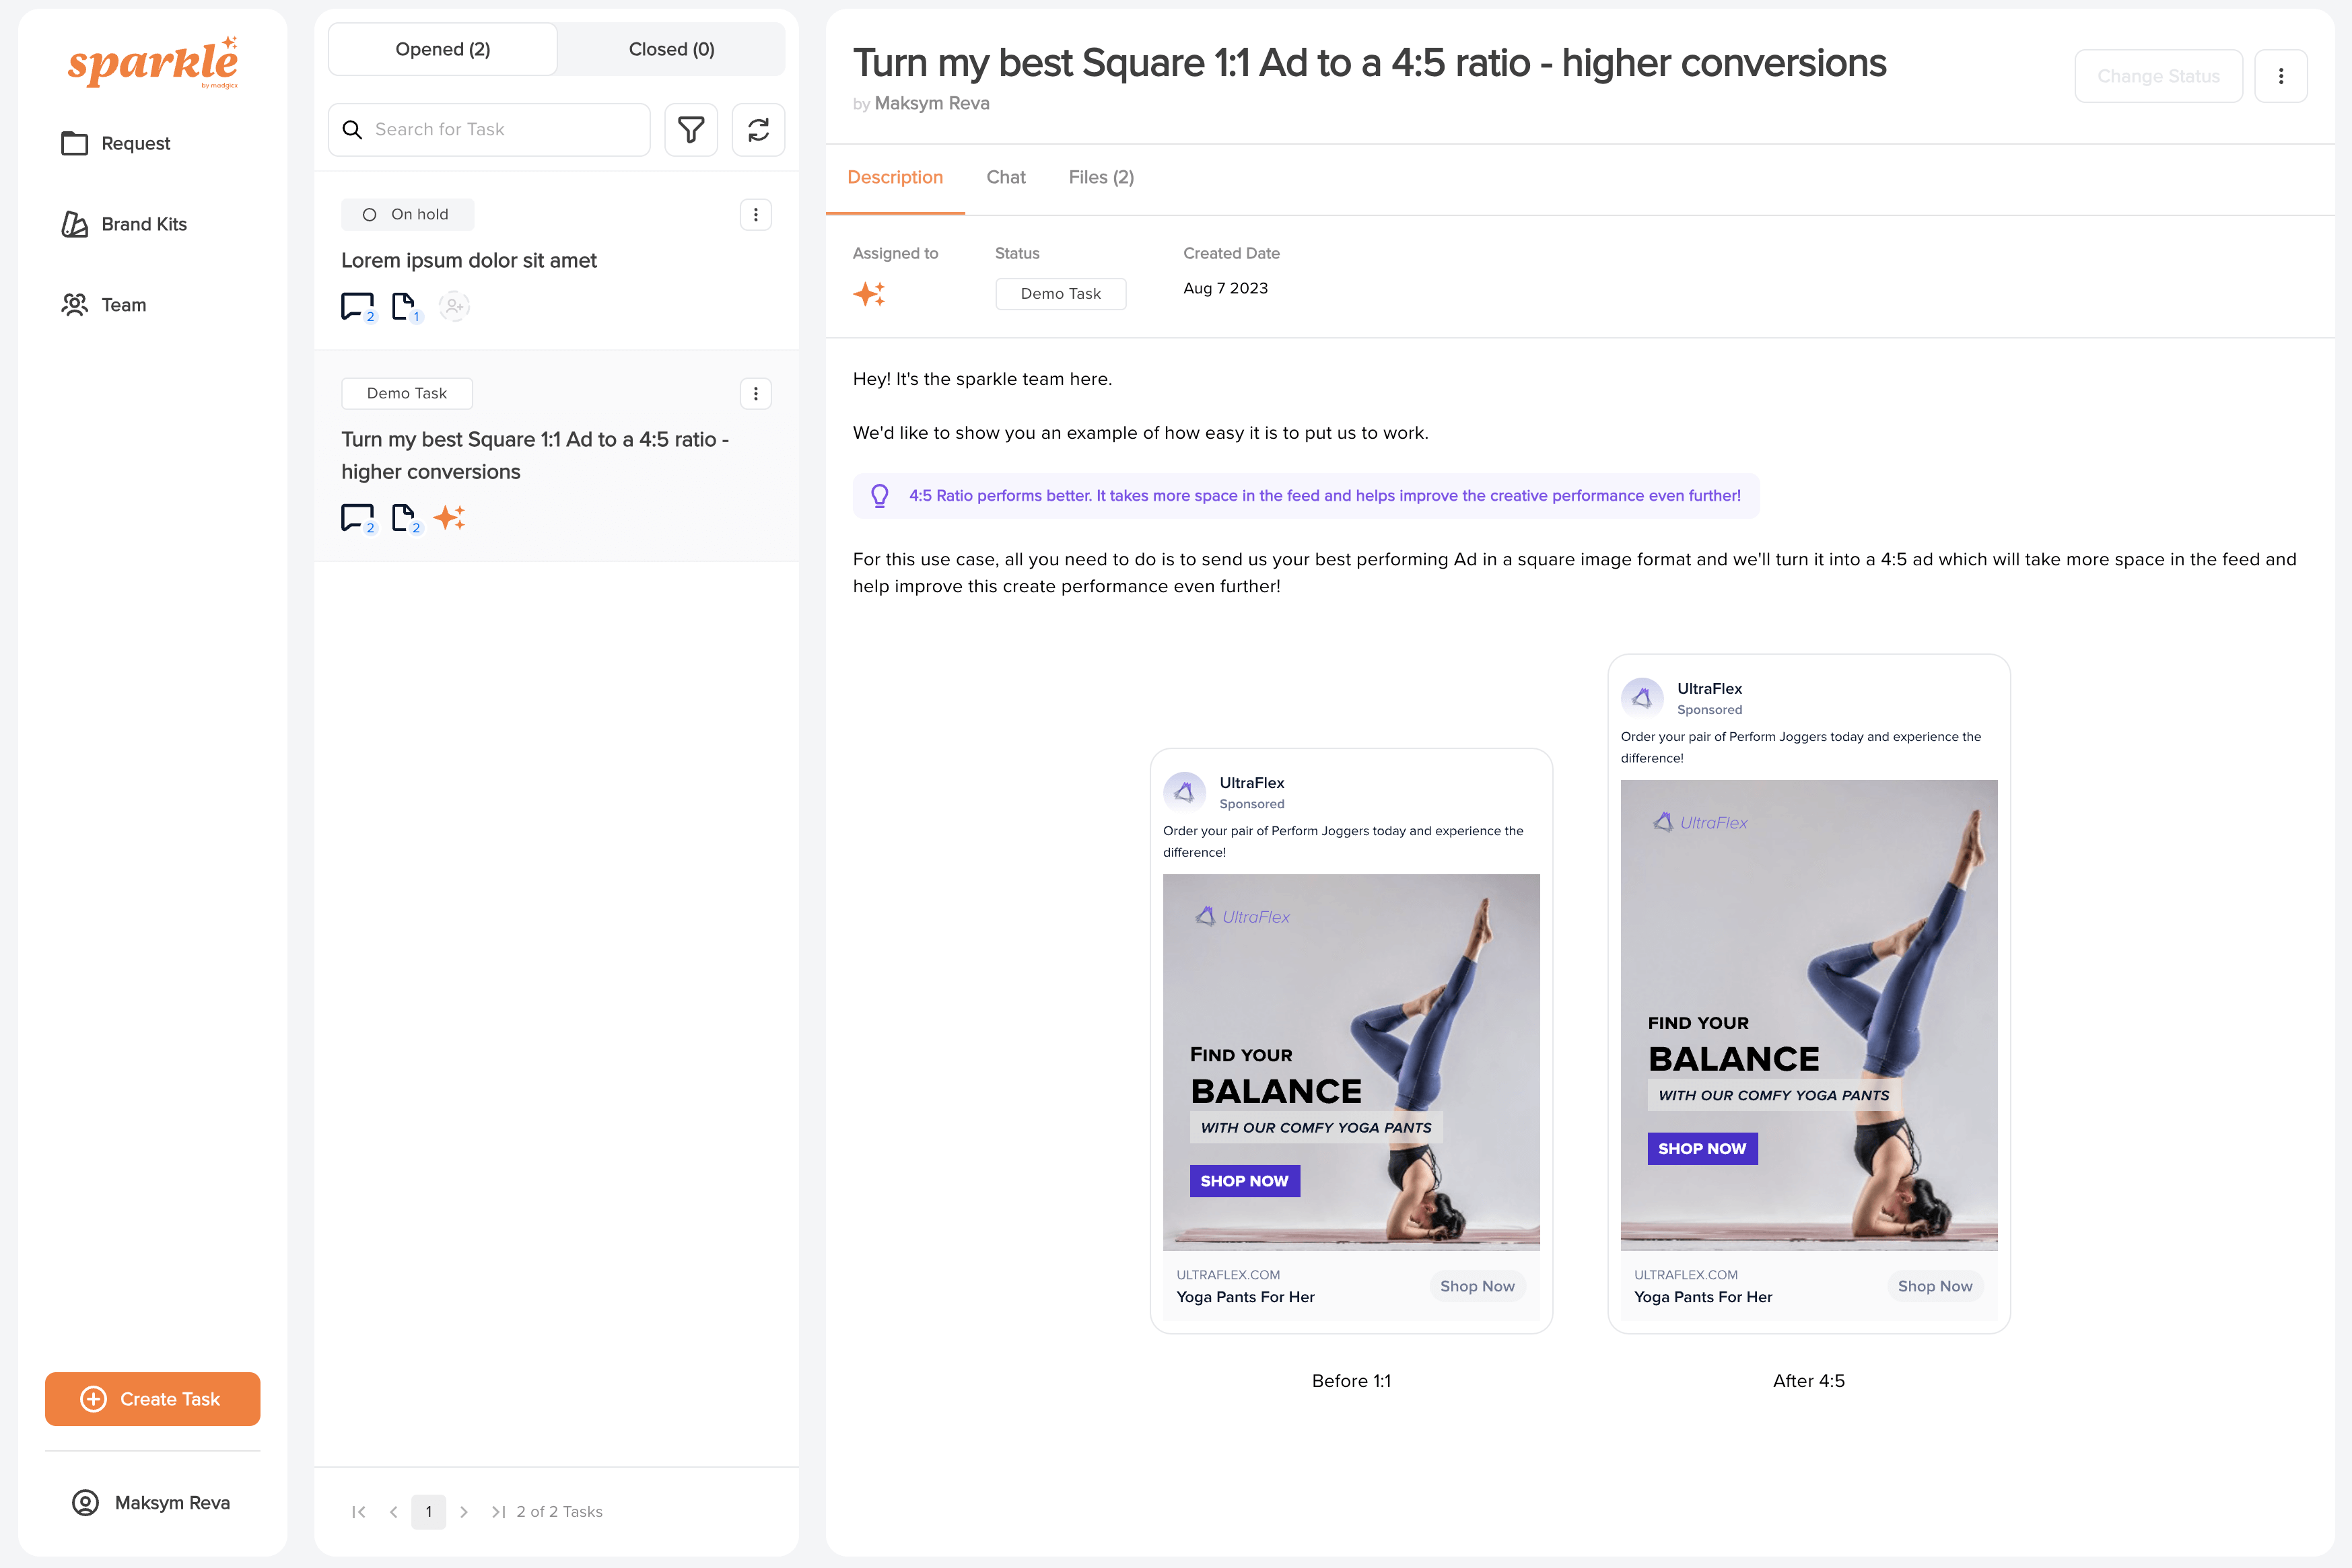 sparkle
by madgicx
Request
Brand Kits
Team
Create Task
Maksym Reva
Opened (2)
Closed (0)
Search for Task
On hold
Lorem ipsum dolor sit amet
2
1
Demo Task
Turn my best Square 1:1 Ad to a 4:5 ratio -
higher conversions
2
2
1
2 of 2 Tasks
Turn my best Square 1:1 Ad to a 4:5 ratio - higher conversions
by Maksym Reva
Change Status
Description
Chat
Files (2)
Assigned to
Status
Created Date
Demo Task
Aug 7 2023
Hey! It's the sparkle team here.
We'd like to show you an example of how easy it is to put us to work.
4:5 Ratio performs better. It takes more space in the feed and helps improve the creative performance even further!
For this use case, all you need to do is to send us your best performing Ad in a square image format and we'll turn it into a 4:5 ad which will take more space in the feed and
help improve this create performance even further!
UltraFlex
Sponsored
Order your pair of Perform Joggers today and experience the
difference!
UltraFlex
FIND YOUR
BALANCE
WITH OUR COMFY YOGA PANTS
SHOP NOW
ULTRAFLEX.COM
Yoga Pants For Her
Shop Now
Before 1:1
UltraFlex
Sponsored
Order your pair of Perform Joggers today and experience the
difference!
UltraFlex
FIND YOUR
BALANCE
WITH OUR COMFY YOGA PANTS
SHOP NOW
ULTRAFLEX.COM
Yoga Pants For Her
Shop Now
After 4:5